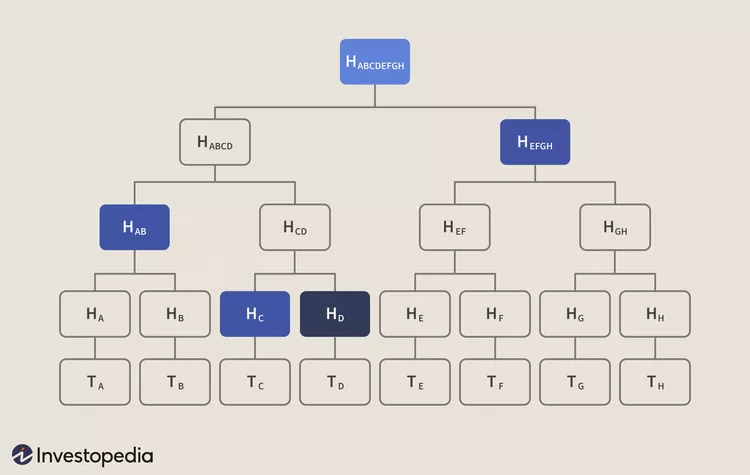 HABCDEFGH
HABCD HEFGH
HAB HCD HEF HGH
HA HB HC HD HE HF HG HH
TA TB TC TD TE TF TG TH
Investopedia